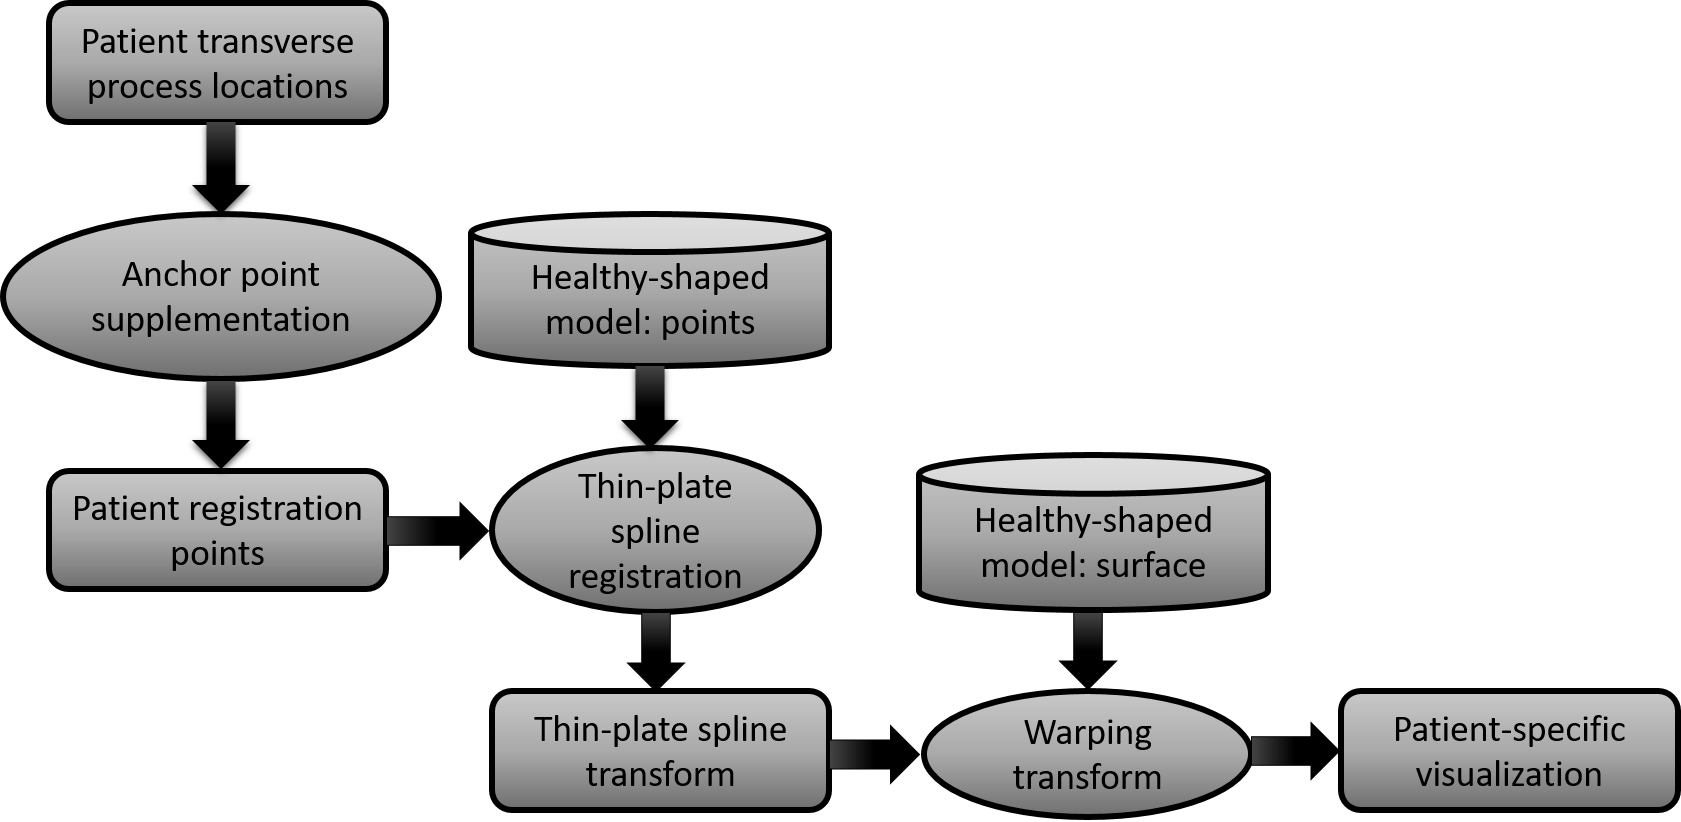 Patient transverse
process locations
Anchor point
supplementation
Healthy-shaped
model: points
Patient registration
points
Thin-plate
spline
registration
Healthy-shaped
model: surface
Thin-plate spline
transform
Warping
transform
Patient-specific
visualization